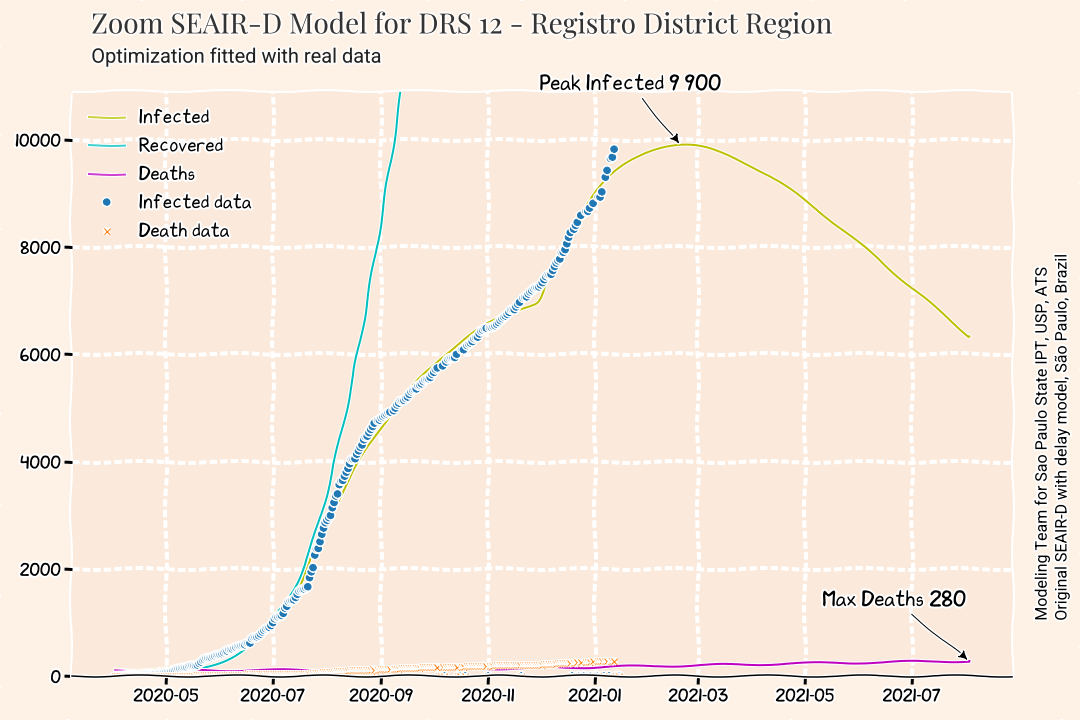 Zoom SEAIR-D Model for DRS 12 - Registro District Region
Optimization fitted with real data
Peak Infected 9 900
Infected
Recovered
Deaths
Infected data
Death data
10000
8000
6000
4000
2000
0
Max Deaths 280
2020-05
2020-07
2020-09
2020-11
2021-01
2021-03
2021-05
2021-07
Modeling Team for Sao Paulo State IPT, USP, ATS
Original SEAIR-D with delay model, São Paulo, Brazil